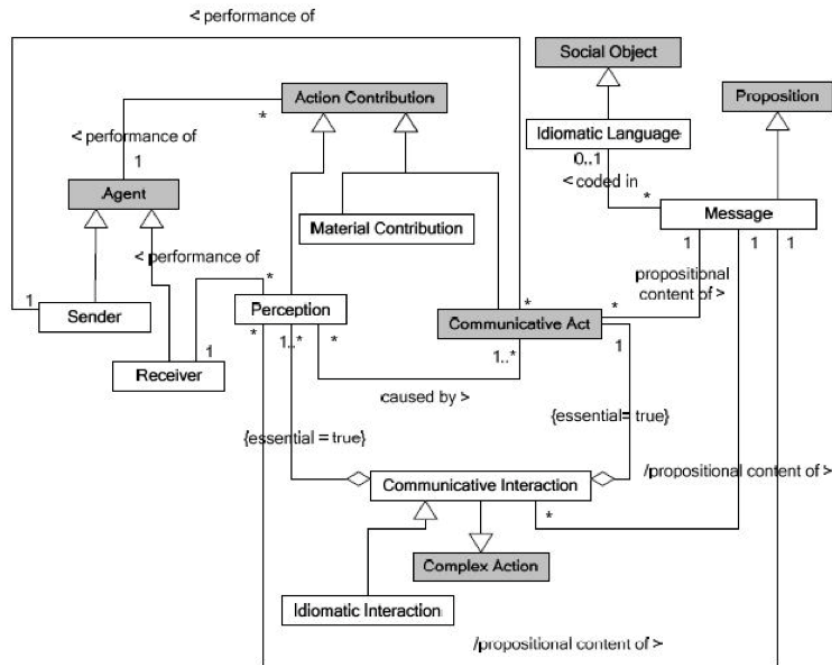 < performance of
Social Object
Action Contribution
Proposition
*
< performance of
Idiomatic Language
0..1
1
< coded in
Agent
*
Message
Material Contribution
1
1
1
< performance of
propositional
content of >
*
1
Perception
*
*
Sender
Communicative Act
1..*
*
*
1
1
1..*
Receiver
caused by >
{essential = true}
{essential= true}
/propositional content of >
Communicative Interaction
*
Complex Action
Idiomatic Interaction
/propositional content of >